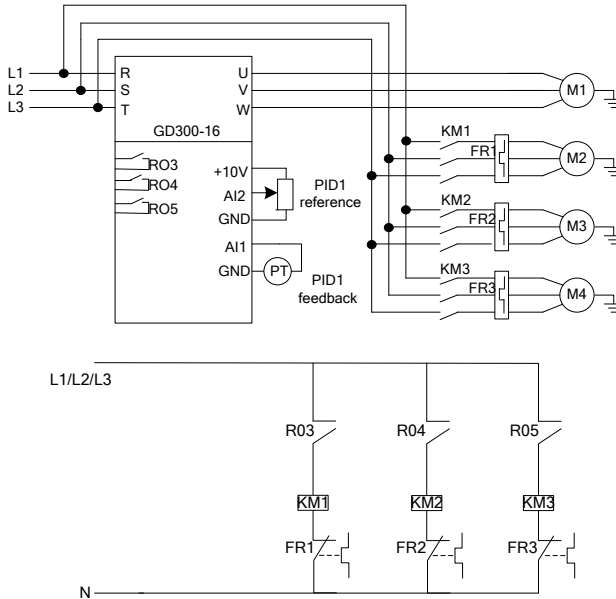 L1
L2
L3
R
S
T
U
V
W
GD300-16
RO3
RO4
RO5
+10V
AI2
GND
AI1
GND
PT
PID1
reference
PID1
feedback
M1
KM1
FR1
M2
KM2
FR2
M3
KM3
FR3
M4
L1/L2/L3
R03
R04
R05
KM1
KM2
KM3
FR1
FR2
FR3
N